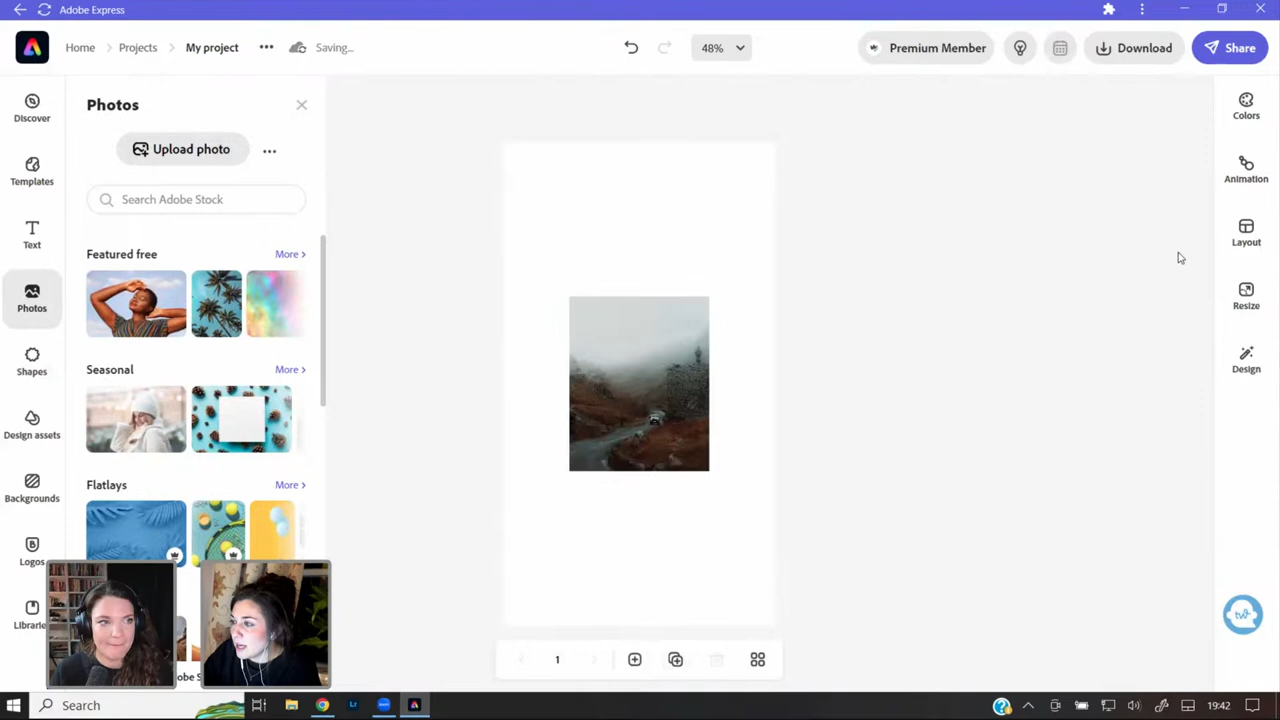 Adobe Express
Home
Projects
My project
Saving...
48%
Premium Member
Download
Share
Discover
Templates
Text
Photos
Shapes
Design assets
Backgrounds
Logos
Photos
Upload photo
Search Adobe Stock
Featured free
More
Seasonal
More
Flatlays
More
Colors
Animation
Layout
Resize
Design
1
Search
Lr
19:42